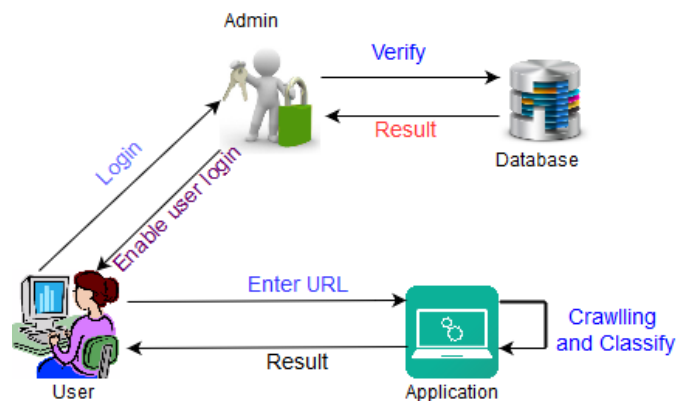 Admin
Verify
Result
Database
Login
Enable user login
Enter URL
Crawlling
and Classify
Result
User
Application